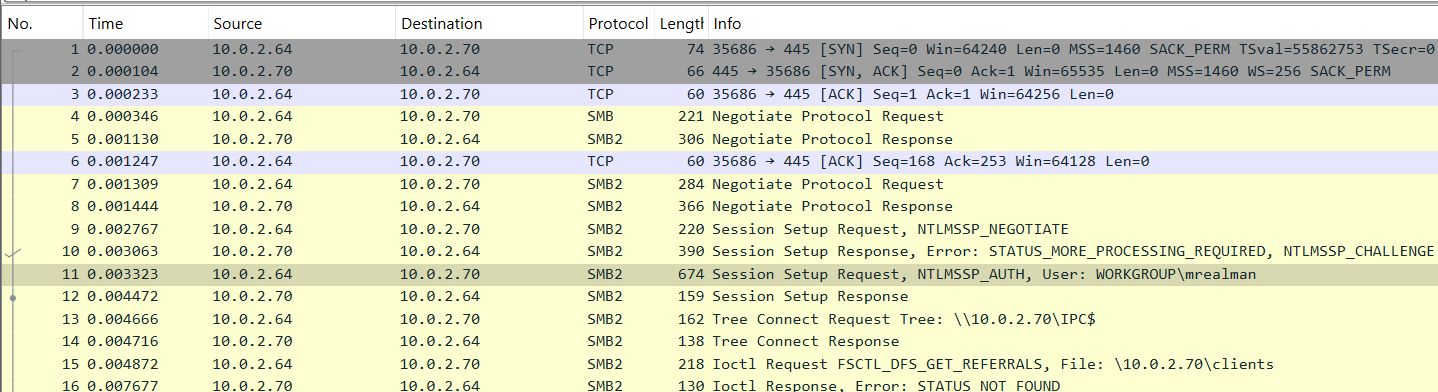 No. Time Source Destination Protocol Length Info
1 0.000000 10.0.2.64 10.0.2.70 TCP 74 35686 → 445 [SYN] Seq=0 Win=64240 Len=0 MSS=1460 SACK_PERM TSval=55862753 TSecr=0
2 0.000104 10.0.2.70 10.0.2.64 TCP 66 445 → 35686 [SYN, ACK] Seq=0 Ack=1 Win=65535 Len=0 MSS=1460 WS=256 SACK_PERM
3 0.000233 10.0.2.64 10.0.2.70 TCP 60 35686 → 445 [ACK] Seq=1 Ack=1 Win=64256 Len=0
4 0.000346 10.0.2.64 10.0.2.70 SMB 221 Negotiate Protocol Request
5 0.001130 10.0.2.70 10.0.2.64 SMB2 306 Negotiate Protocol Response
6 0.001247 10.0.2.64 10.0.2.70 TCP 60 35686 → 445 [ACK] Seq=168 Ack=253 Win=64128 Len=0
7 0.001309 10.0.2.64 10.0.2.70 SMB2 284 Negotiate Protocol Request
8 0.001444 10.0.2.70 10.0.2.64 SMB2 366 Negotiate Protocol Response
9 0.002767 10.0.2.64 10.0.2.70 SMB2 220 Session Setup Request, NTLMSSP_NEGOTIATE
10 0.003063 10.0.2.70 10.0.2.64 SMB2 390 Session Setup Response, Error: STATUS_MORE_PROCESSING_REQUIRED, NTLMSSP_CHALLENGE
11 0.003323 10.0.2.64 10.0.2.70 SMB2 674 Session Setup Request, NTLMSSP_AUTH, User: WORKGROUP\mrealman
12 0.004472 10.0.2.70 10.0.2.64 SMB2 159 Session Setup Response
13 0.004666 10.0.2.64 10.0.2.70 SMB2 162 Tree Connect Request Tree: \\10.0.2.70\IPC$
14 0.004716 10.0.2.70 10.0.2.64 SMB2 138 Tree Connect Response
15 0.004872 10.0.2.64 10.0.2.70 SMB2 218 Ioctl Request FSCTL_DFS_GET_REFERRALS, File: \10.0.2.70\clients
16 0.007677 10.0.2.70 10.0.2.64 SMB2 130 Ioctl Response, Error: STATUS_NOT_FOUND